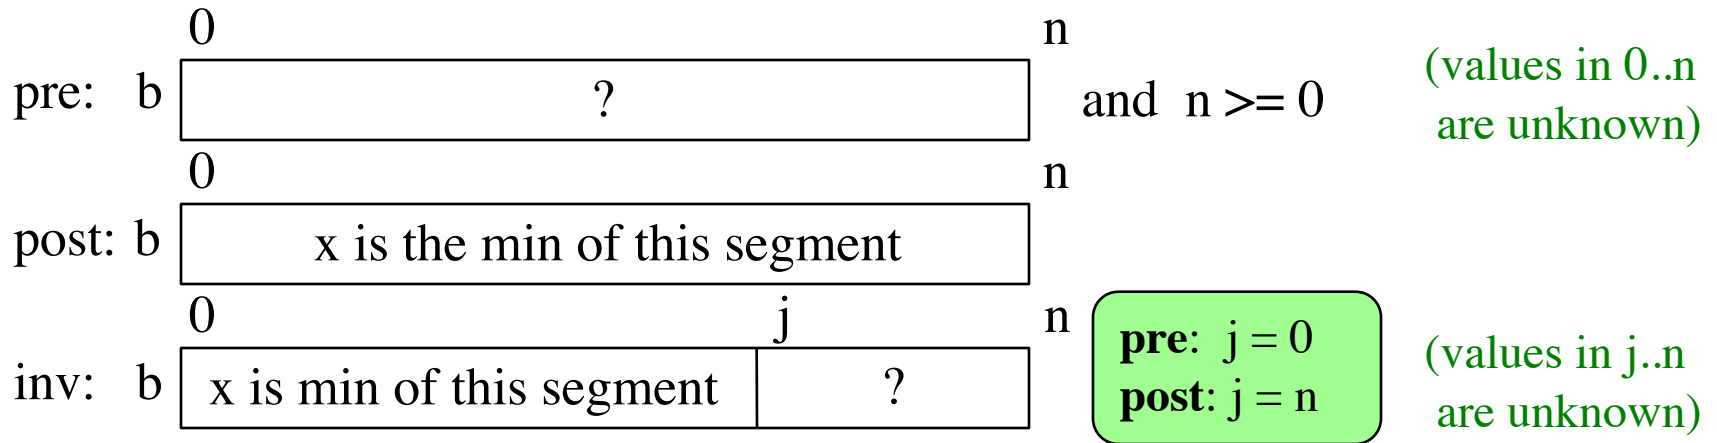 0 n
pre: b ? and n >= 0 (values in 0..n
are unknown)
0 n
post: b x is the min of this segment
0 j n
inv: b x is min of this segment ? pre: j = 0 (values in j..n
post: j = n are unknown)